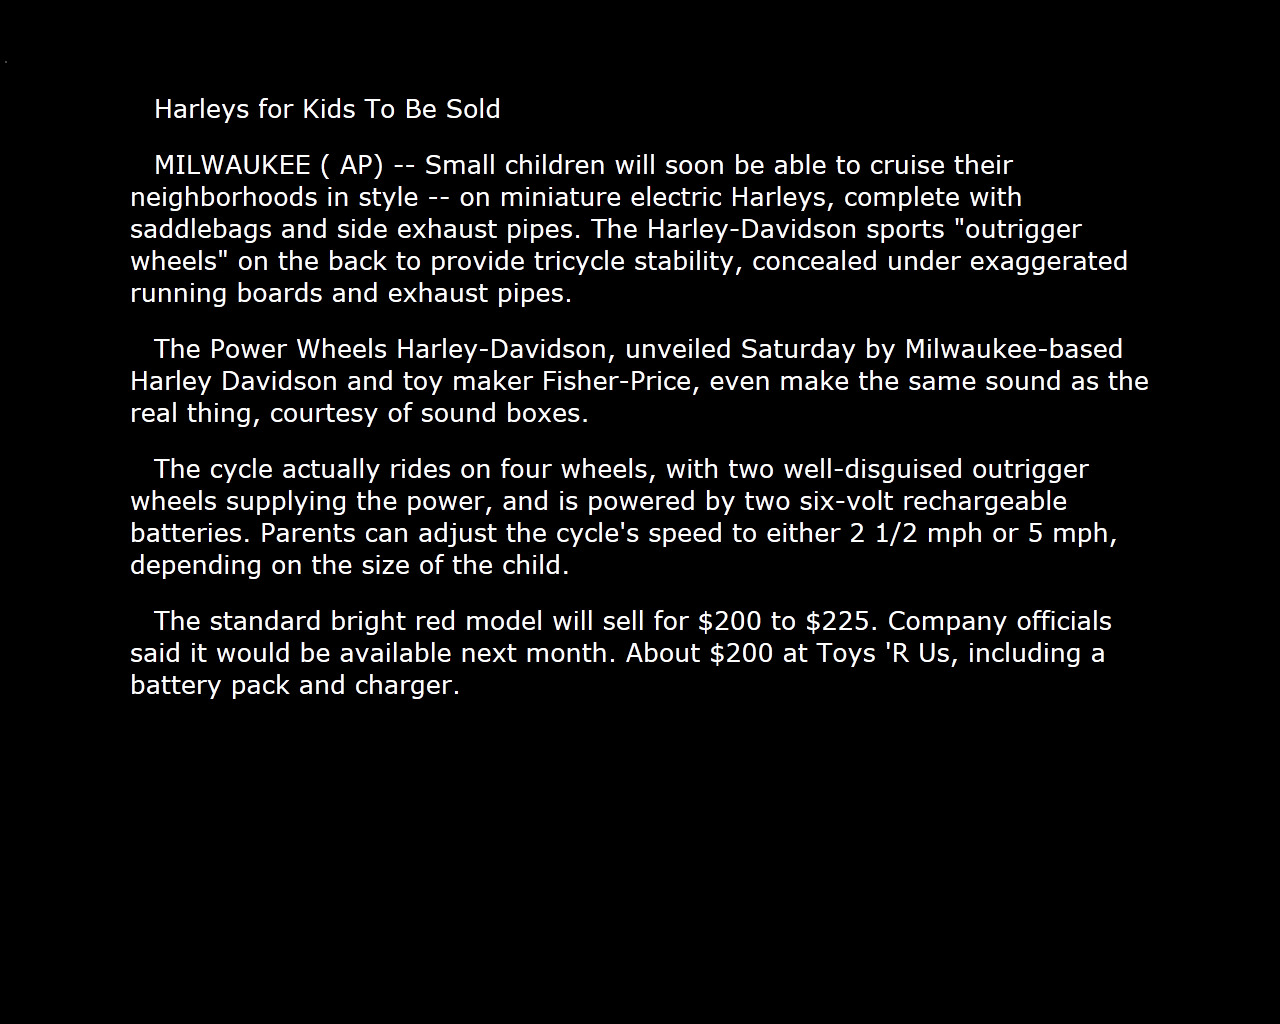 Harleys for Kids To Be Sold
MILWAUKEE ( AP) -- Small children will soon be able to cruise their
neighborhoods in style -- on miniature electric Harleys, complete with
saddlebags and side exhaust pipes. The Harley-Davidson sports "outrigger
wheels" on the back to provide tricycle stability, concealed under exaggerated
running boards and exhaust pipes.
The Power Wheels Harley-Davidson, unveiled Saturday by Milwaukee-based
Harley Davidson and toy maker Fisher-Price, even make the same sound as the
real thing, courtesy of sound boxes.
The cycle actually rides on four wheels, with two well-disguised outrigger
wheels supplying the power, and is powered by two six-volt rechargeable
batteries. Parents can adjust the cycle's speed to either 2 1/2 mph or 5 mph,
depending on the size of the child.
The standard bright red model will sell for $200 to $225. Company officials
said it would be available next month. About $200 at Toys 'R Us, including a
battery pack and charger.